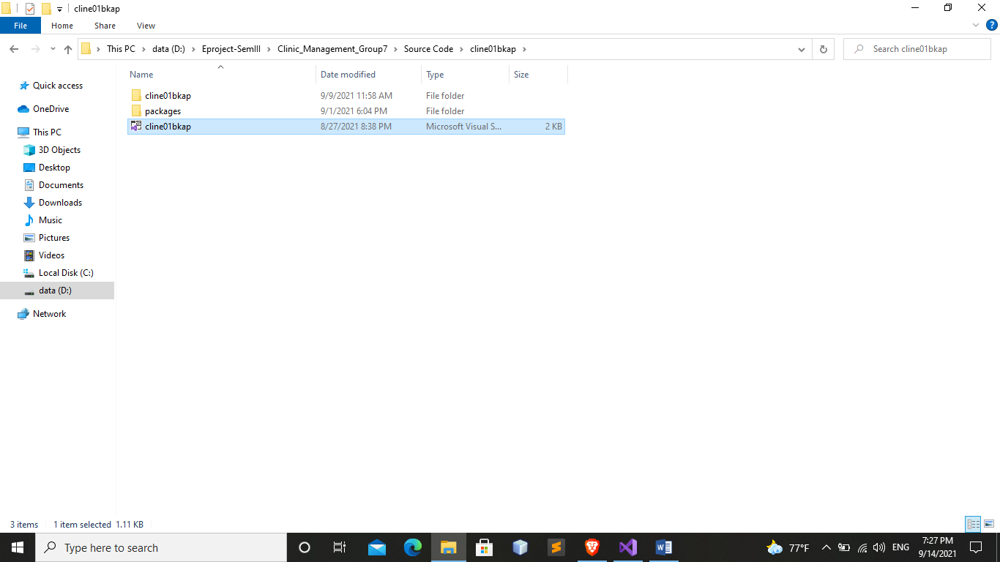 cline01bkap
File Home Share View
This PC data (D:) Eproject-SemIII Clinic_Management_Group7 Source Code cline01bkap Search cline01bkap
Name Date modified Type Size
cline01bkap 9/9/2021 11:58 AM File folder
packages 9/1/2021 6:04 PM File folder
cline01bkap 8/27/2021 8:38 PM Microsoft Visual S... 2 KB
Quick access
OneDrive
This PC
3D Objects
Desktop
Documents
Downloads
Music
Pictures
Videos
Local Disk (C:)
data (D:)
Network
3 items 1 item selected 1.11 KB
Type here to search
77°F ENG
7:27 PM
9/14/2021